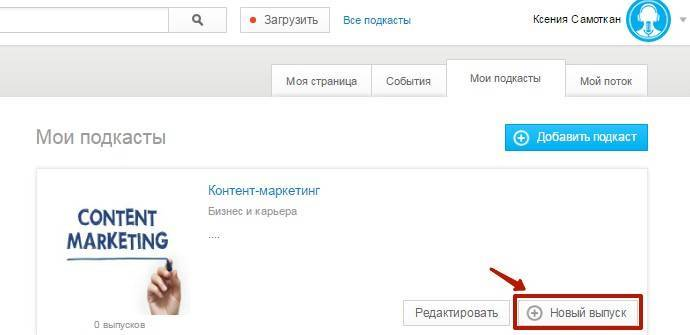 Загрузить Все подкасты Ксения Самоткан
Моя страница События Мои подкасты Мой поток
Мои подкасты Добавить подкаст
Контент-маркетинг
Бизнес и карьера
....
CONTENT
MARKETING
Редактировать Новый выпуск
0 выпусков